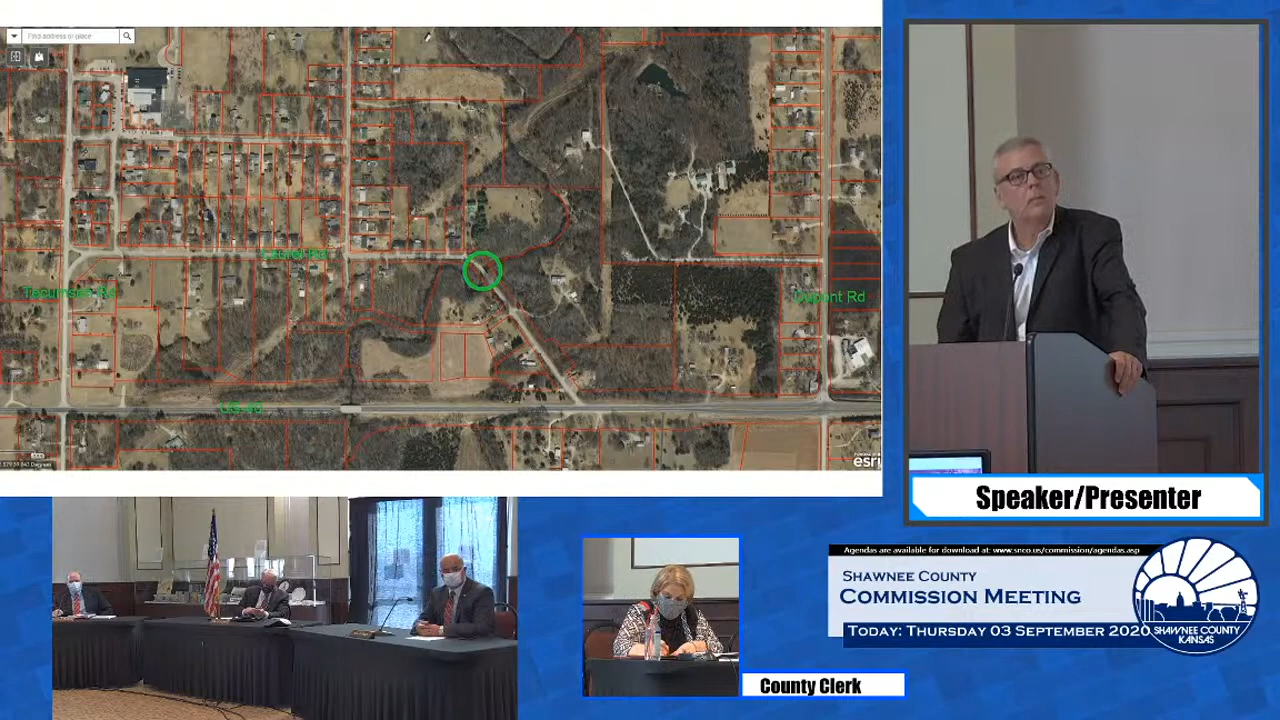 Find address or place
Laurel Rd
Tecumseh Rd
Dupont Rd
US-40
esri
Speaker/Presenter
Agendas are available for download at: www.snco.us/commission/agendas.asp
SHAWNEE COUNTY
COMMISSION MEETING
TODAY: THURSDAY 03 SEPTEMBER 2020
SHAWNEE COUNTY
KANSAS
County Clerk